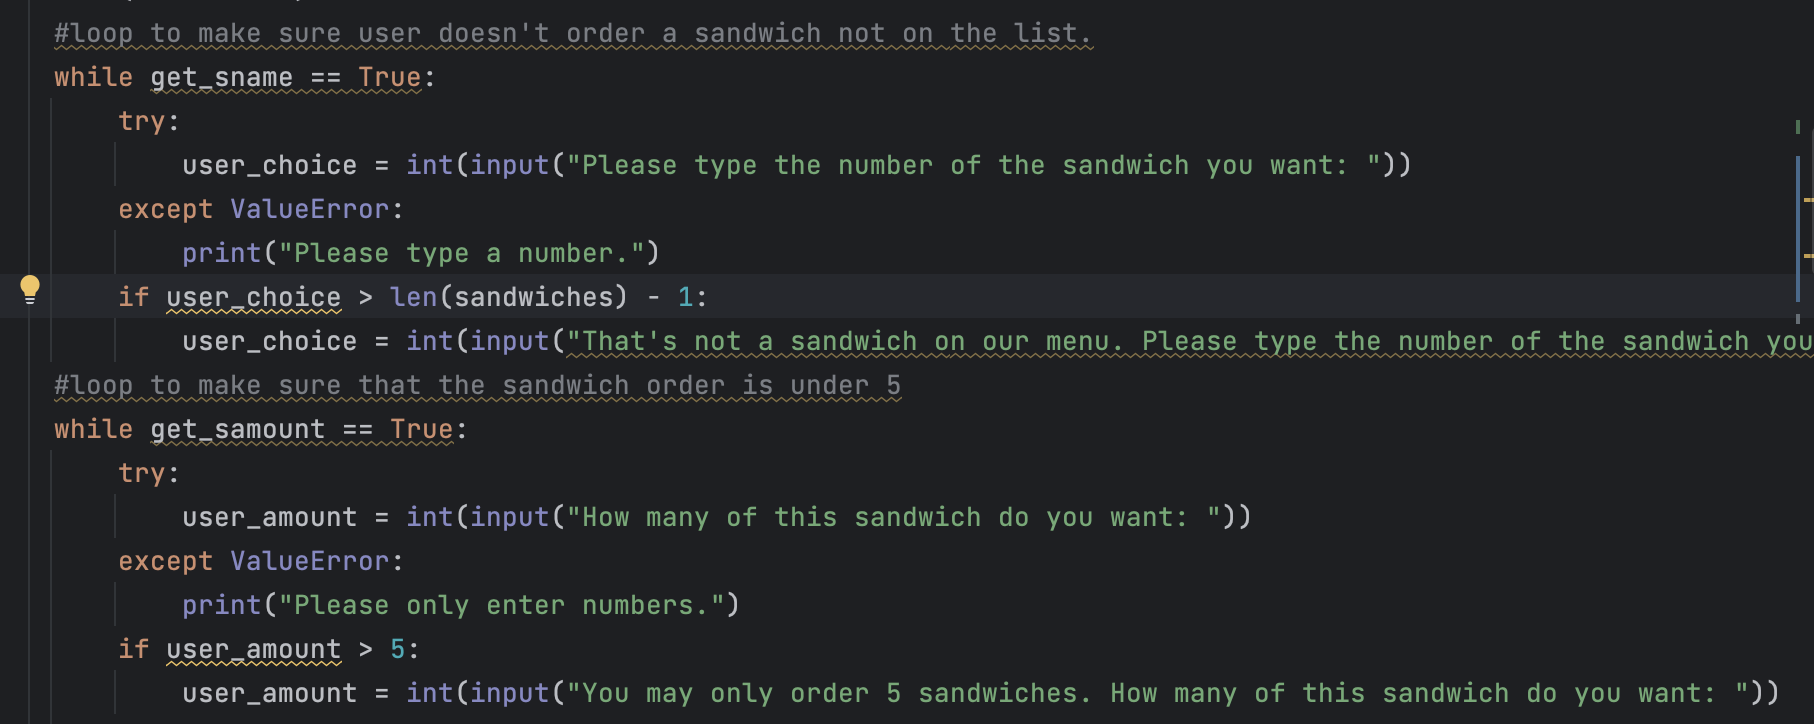 #loop to make sure user doesn't order a sandwich not on the list.
while get_sname == True:
    try:
        user_choice = int(input("Please type the number of the sandwich you want: "))
    except ValueError:
        print("Please type a number.")
    if user_choice > len(sandwiches) - 1:
        user_choice = int(input("That's not a sandwich on our menu. Please type the number of the sandwich you
#loop to make sure that the sandwich order is under 5
while get_samount == True:
    try:
        user_amount = int(input("How many of this sandwich do you want: "))
    except ValueError:
        print("Please only enter numbers.")
    if user_amount > 5:
        user_amount = int(input("You may only order 5 sandwiches. How many of this sandwich do you want: "))